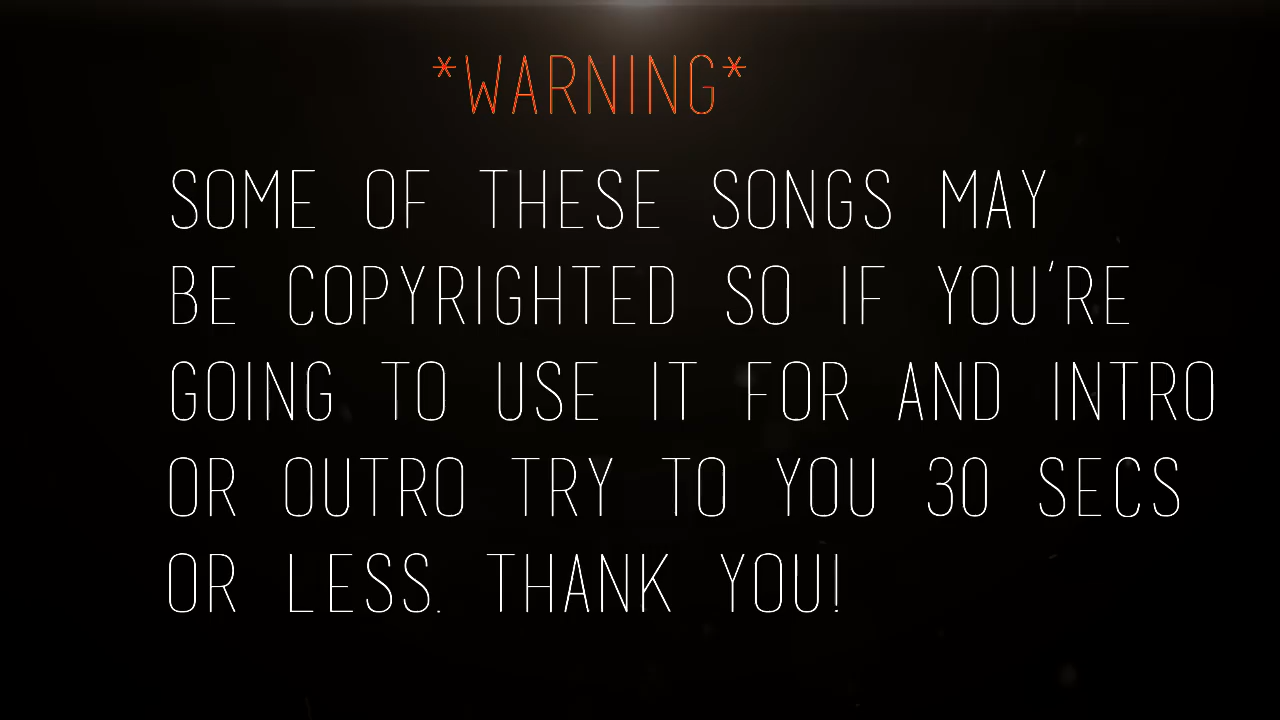 *WARNING*
SOME OF THESE SONGS MAY
BE COPYRIGHTED SO IF YOU'RE
GOING TO USE IT FOR AND INTRO
OR OUTRO TRY TO YOU 30 SECS
OR LESS. THANK YOU!